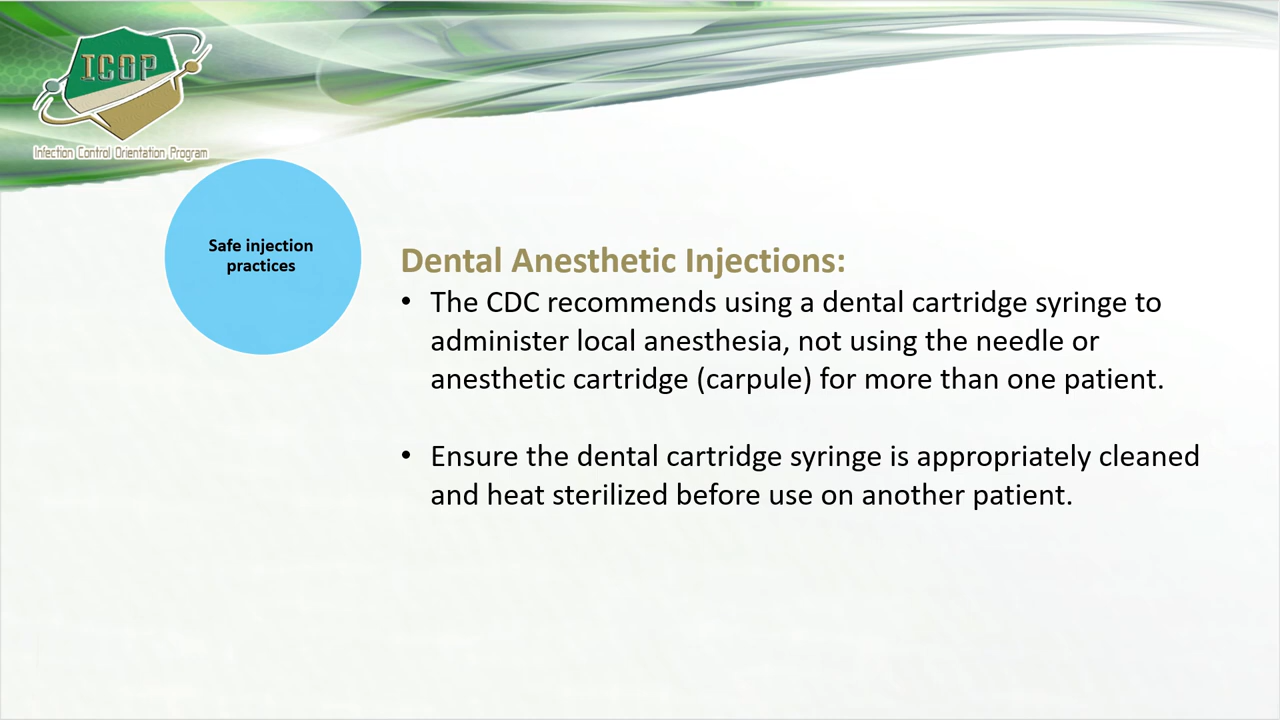 ICOP
Infection Control Orientation Program
Safe injection
practices
Dental Anesthetic Injections:
• The CDC recommends using a dental cartridge syringe to
administer local anesthesia, not using the needle or
anesthetic cartridge (carpule) for more than one patient.
• Ensure the dental cartridge syringe is appropriately cleaned
and heat sterilized before use on another patient.